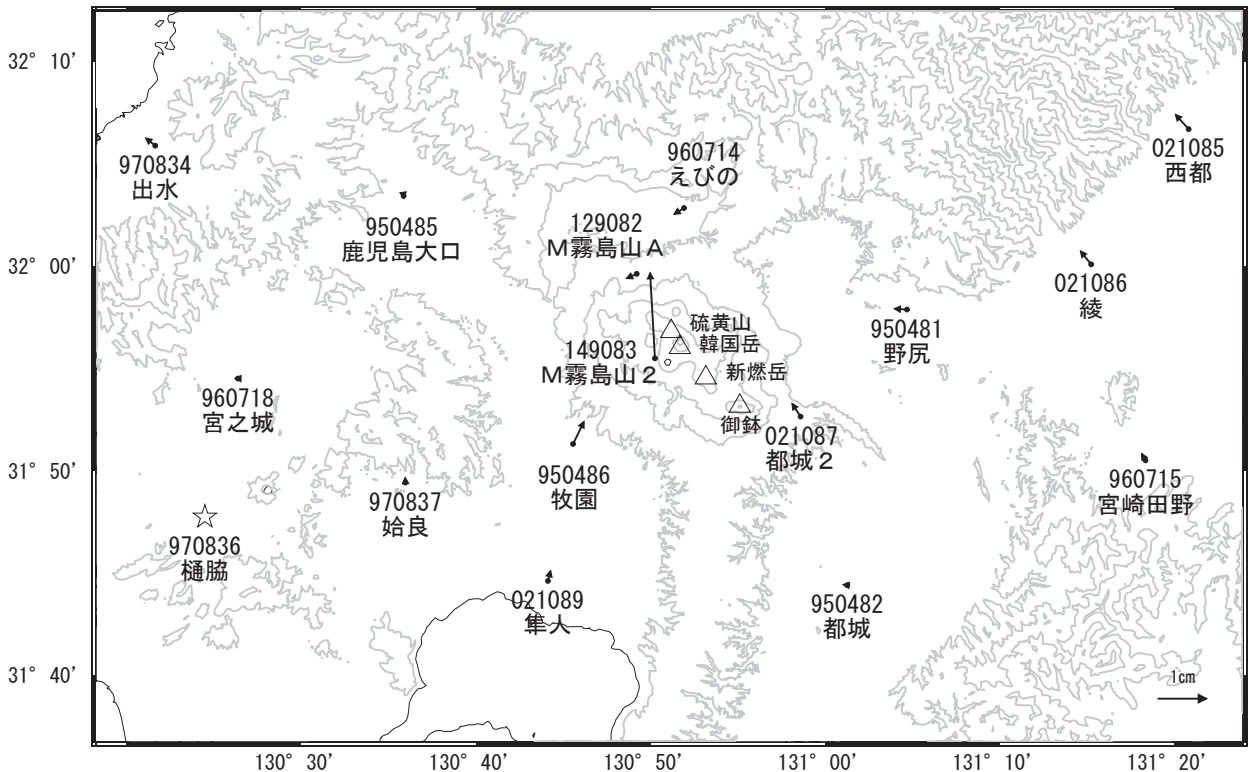 32° 10'
960714
えびの
021085
西都
970834
出水
950485
鹿児島大口
129082
M霧島山A
32° 00'
021086
綾
950481
野尻
硫黄山
韓国岳
149083
M霧島山2
新燃岳
960718
宮之城
御鉢
021087
都城2
31° 50'
950486
牧園
960715
宮崎田野
970837
姶良
970836
樋脇
021089
隼人
950482
都城
31° 40'
1cm
130° 30'
130° 40'
130° 50'
131° 00'
131° 10'
131° 20'